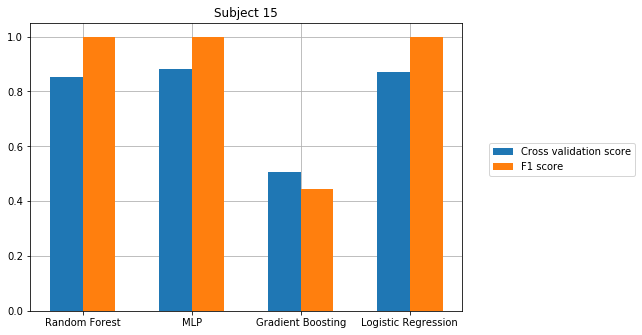 Subject 15
1.0
0.8
0.6
0.4
0.2
0.0
Random Forest
MLP
Gradient Boosting
Logistic Regression
Cross validation score
F1 score